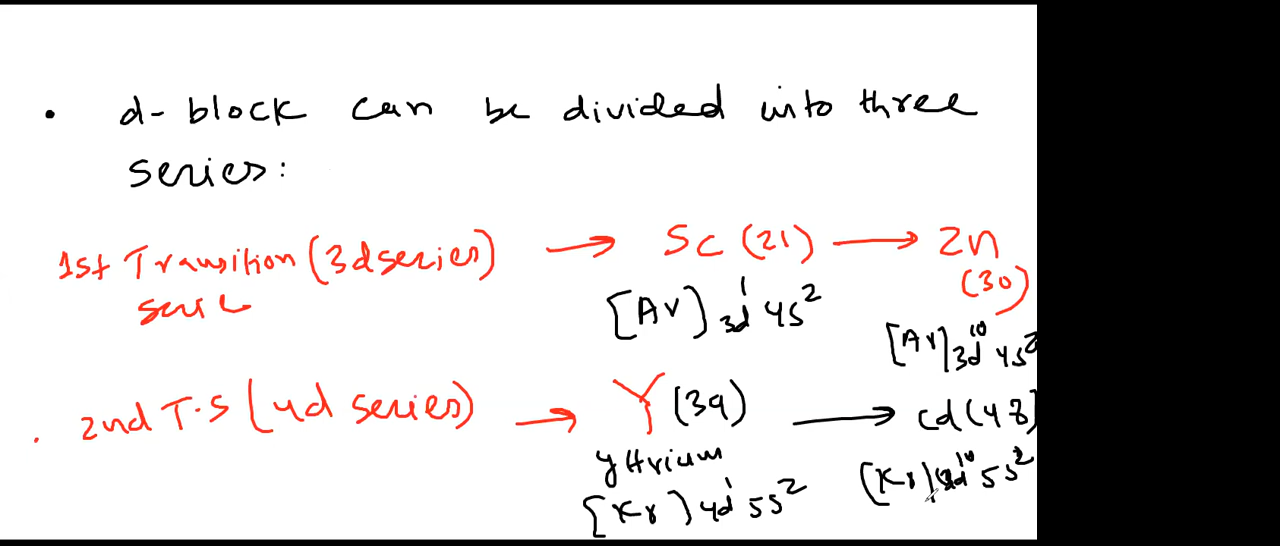 • d-block can be divided into three
series:
1st Transition (3d series) → Sc (21) → Zn
serie (30)
[Ar] 3d¹ 4s² [Ar] 3d¹⁰ 4s²
2nd T.S (4d series) → Y (39) → Cd (48)
yttrium
[Kr] 4d¹ 5s² [Kr] 4d¹⁰ 5s²